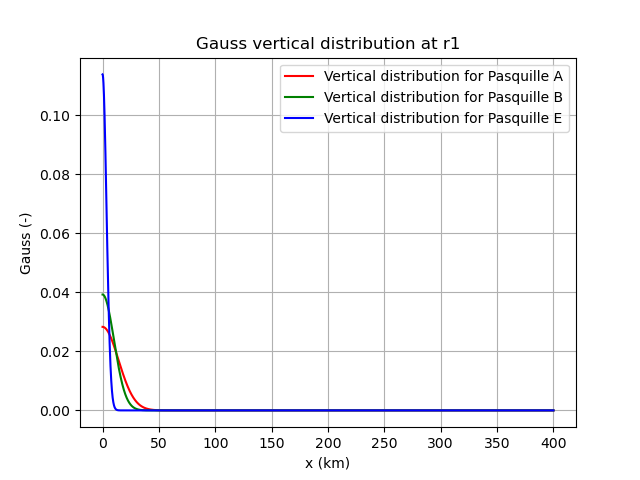 Gauss vertical distribution at r1
Vertical distribution for Pasquille A
Vertical distribution for Pasquille B
Vertical distribution for Pasquille E
Gauss (-)
0.10
0.08
0.06
0.04
0.02
0.00
0 50 100 150 200 250 300 350 400
x (km)